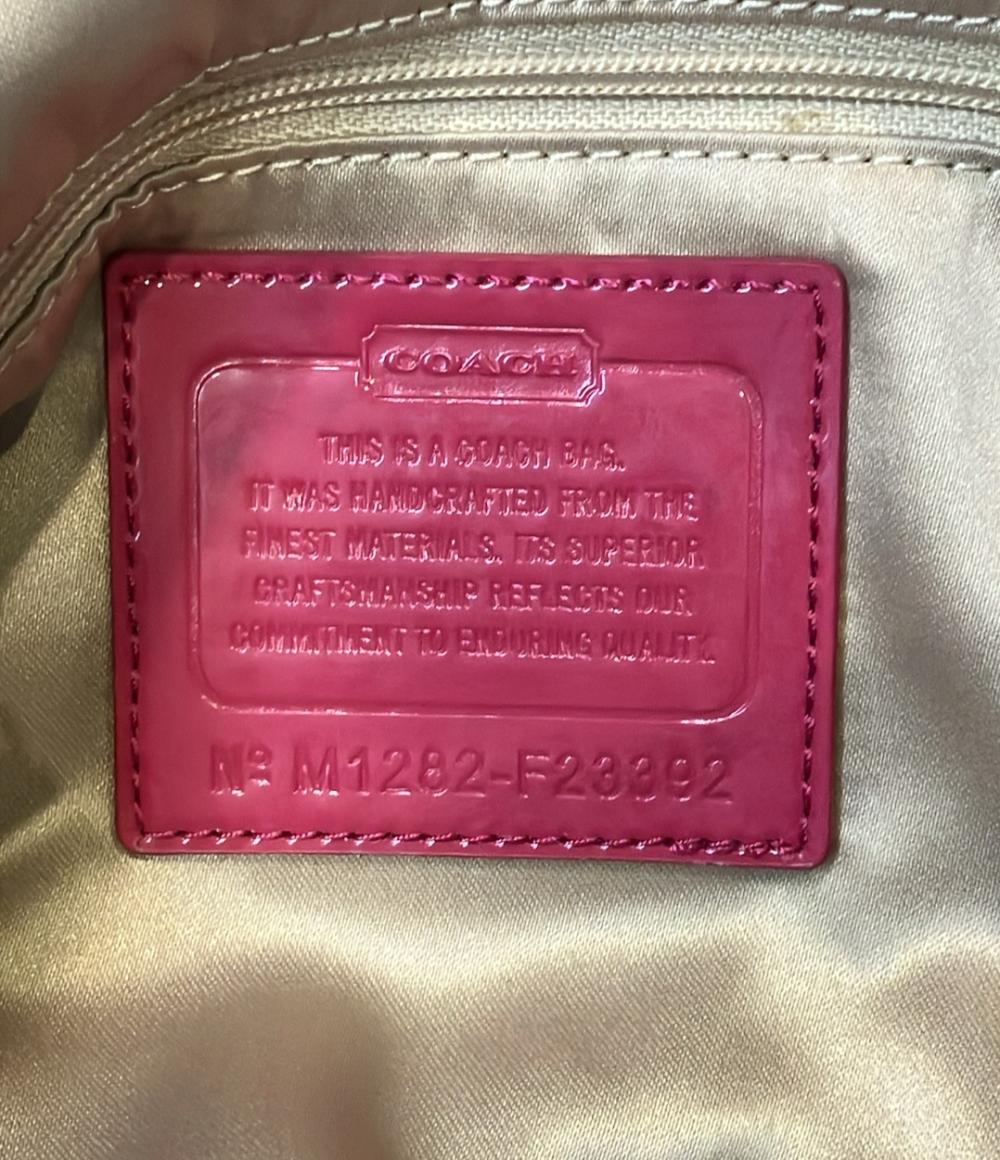 COACH
THIS IS A COACH BAG.
IT WAS HANDCRAFTED FROM THE
FINEST MATERIALS. ITS SUPERIOR
CRAFTSMANSHIP REFLECTS OUR
COMMITMENT TO ENDURING QUALITY.
Nº M1282-F23392